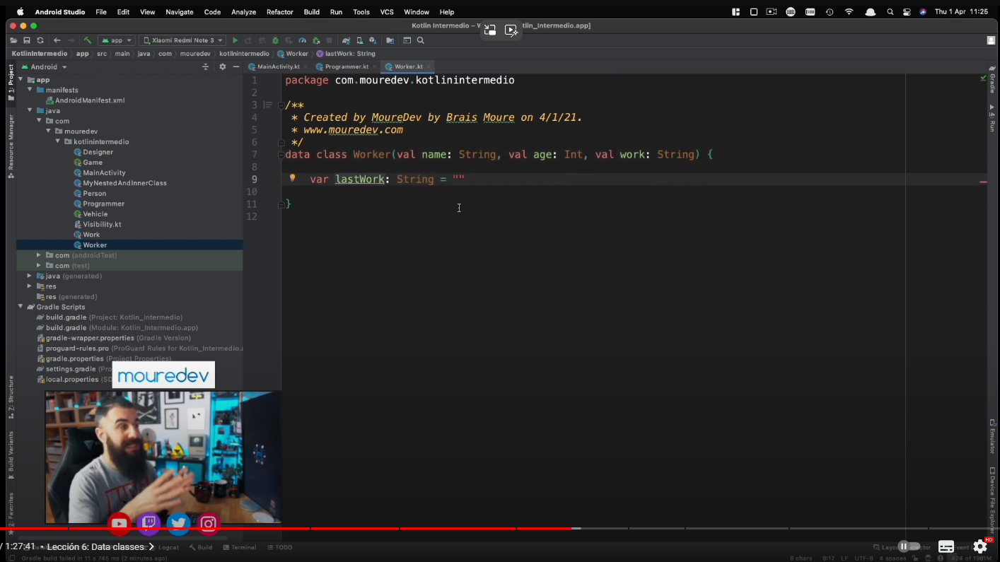 Android Studio File Edit View Navigate Code Analyze Refactor Build Run Tools VCS Window Help Thu 1 Apr 11:25
Kotlin Intermedio – W tlin_Intermedio.app]
app Xiaomi Redmi Note 3
KotlinIntermedio app src main java com mouredev kotlinintermedio Worker lastWork: String
Android MainActivity.kt Programmer.kt Worker.kt
1: Project
Resource Manager
7: Structure
Build Variants
2: Favorites
app
manifests
AndroidManifest.xml
java
com
mouredev
kotlinintermedio
Designer
Game
MainActivity
MyNestedAndInnerClass
Person
Programmer
Vehicle
Visibility.kt
Work
Worker
com (androidTest)
com (test)
java (generated)
res
res (generated)
Gradle Scripts
build.gradle (Project: Kotlin_Intermedio)
build.gradle (Module: Kotlin_Intermedio.app)
gradle-wrapper.properties (Gradle Version)
proguard-rules.pro (ProGuard Rules for Kotlin_Intermedio.
gradle.properties (Project Properties)
settings.gradle (Pro
local.properties (SD
mouredev
1 package com.mouredev.kotlinintermedio
2
3 /**
4 * Created by MoureDev by Brais Moure on 4/1/21.
5 * www.mouredev.com
6 */
7 data class Worker(val name: String, val age: Int, val work: String) {
8
9 var lastWork: String = ""
10
11 }
12
Gradle
4: Run
Emulator
Device File Explorer
/ 1:27:41 • Lección 6: Data classes
Logcat Build Terminal TODO
HD
Gradle build failed in 11 s 745 ms (2 minutes ago)
8 chars 9:17 LF UTF-8 4 spaces 424 of 1981M